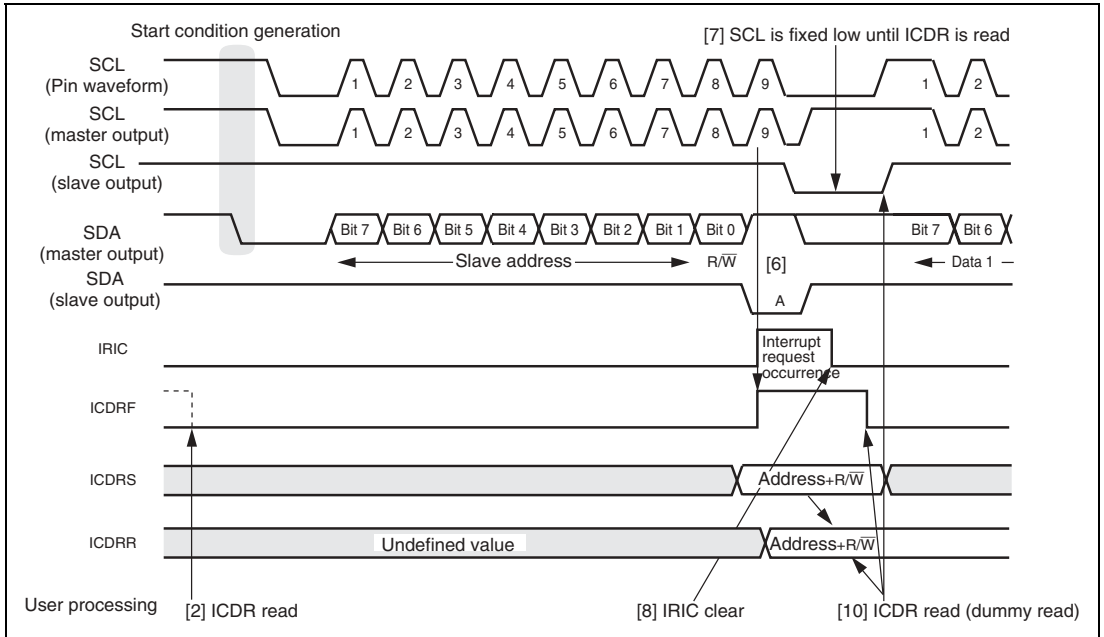 Start condition generation
[7] SCL is fixed low until ICDR is read
SCL
(Pin waveform)
1 2 3 4 5 6 7 8 9 1 2
SCL
(master output)
1 2 3 4 5 6 7 8 9 1 2
SCL
(slave output)
SDA
(master output)
Bit 7 Bit 6 Bit 5 Bit 4 Bit 3 Bit 2 Bit 1 Bit 0 Bit 7 Bit 6
Slave address R/W̅ [6] Data 1
SDA
(slave output)
A
IRIC
Interrupt
request
occurrence
ICDRF
ICDRS
Address+R/W̅
ICDRR
Undefined value
Address+R/W̅
User processing
[2] ICDR read
[8] IRIC clear
[10] ICDR read (dummy read)